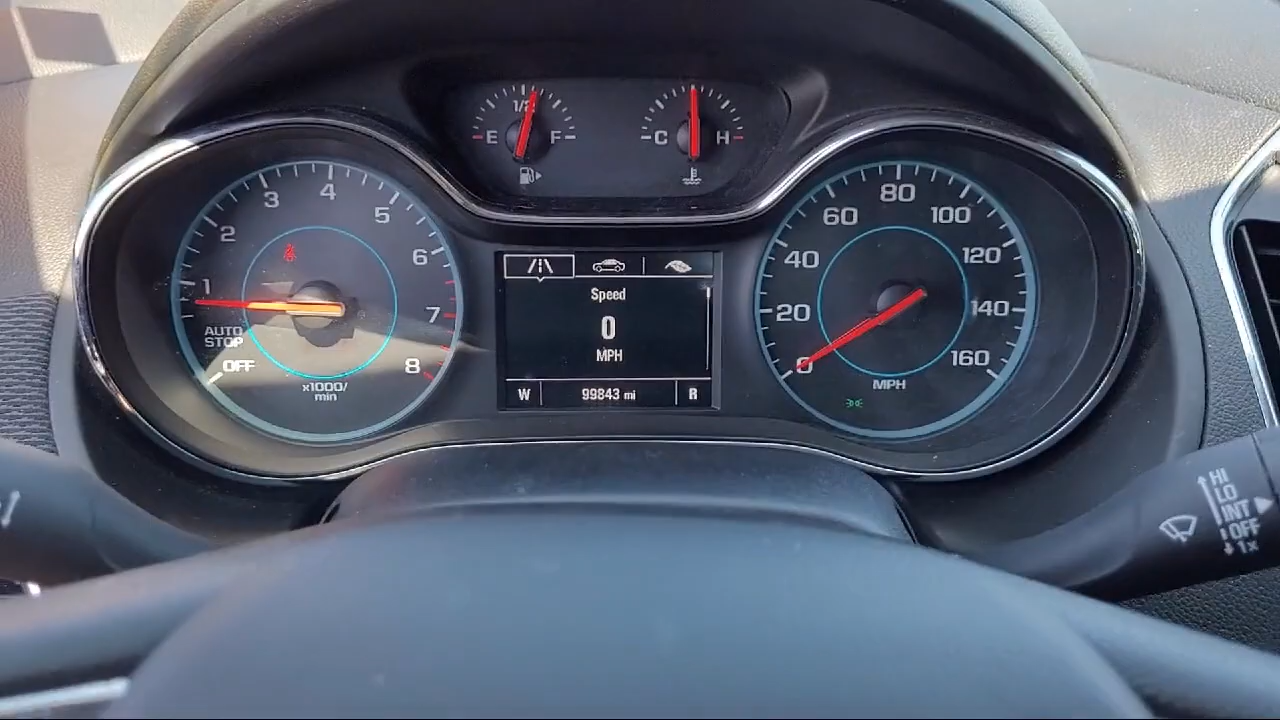 1/2
E F
C H
1
2
3
4
5
6
7
8
AUTO
STOP
OFF
x1000/
min
Speed
0
MPH
W 99843 mi R
0
20
40
60
80
100
120
140
160
MPH
HI
LO
INT
OFF
1x